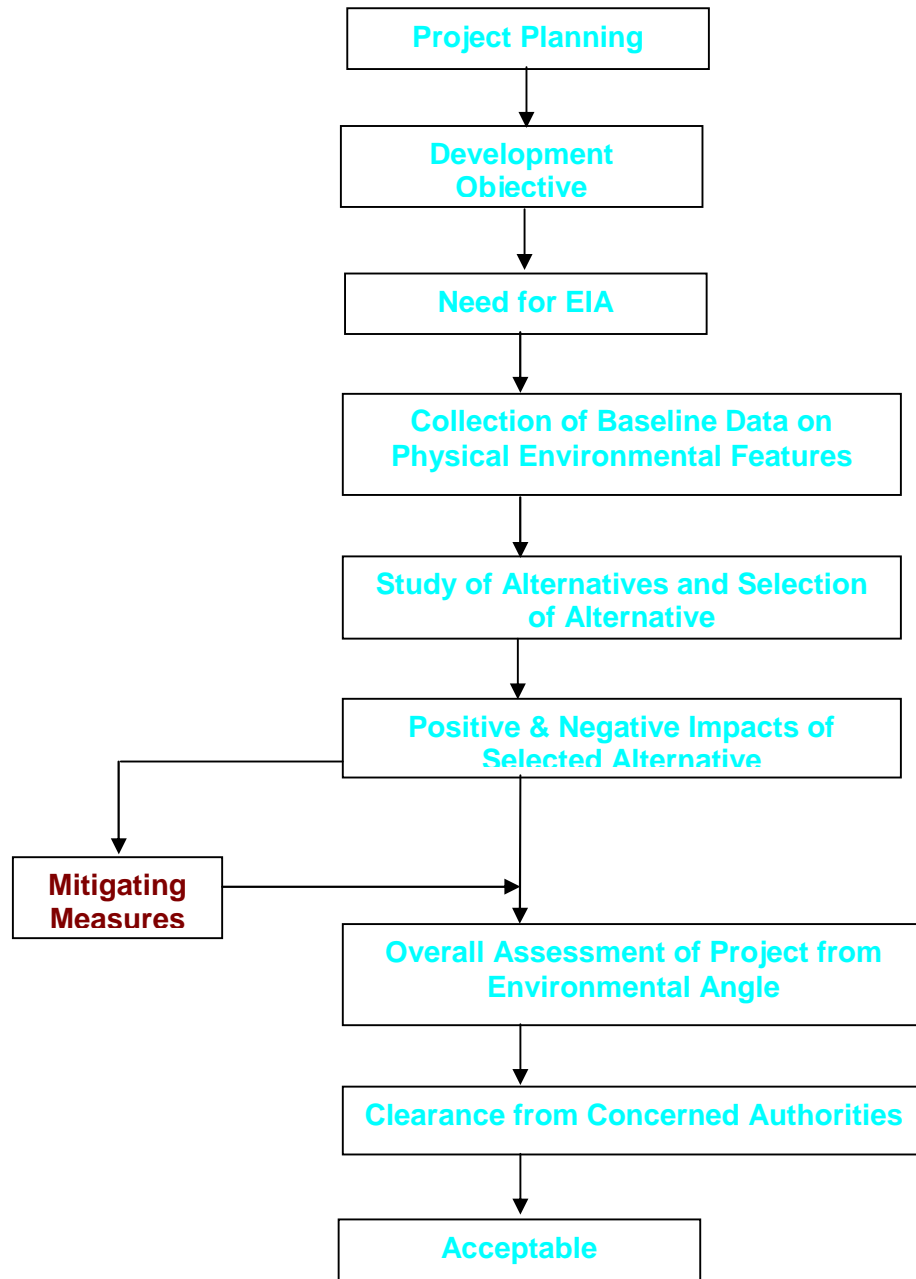 Project Planning
Development
Objective
Need for EIA
Collection of Baseline Data on
Physical Environmental Features
Study of Alternatives and Selection
of Alternative
Positive & Negative Impacts of
Selected Alternative
Mitigating
Measures
Overall Assessment of Project from
Environmental Angle
Clearance from Concerned Authorities
Acceptable